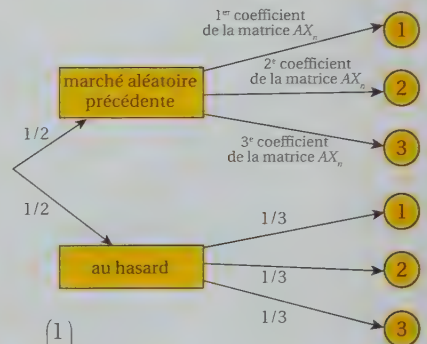 1er coefficient
de la matrice AXn
1
marché aléatoire
précédente
2e coefficient
de la matrice AXn
2
1/2
3e coefficient
de la matrice AXn
3
1/2
1/3
1
au hasard
1/3
2
1/3
3
(1)